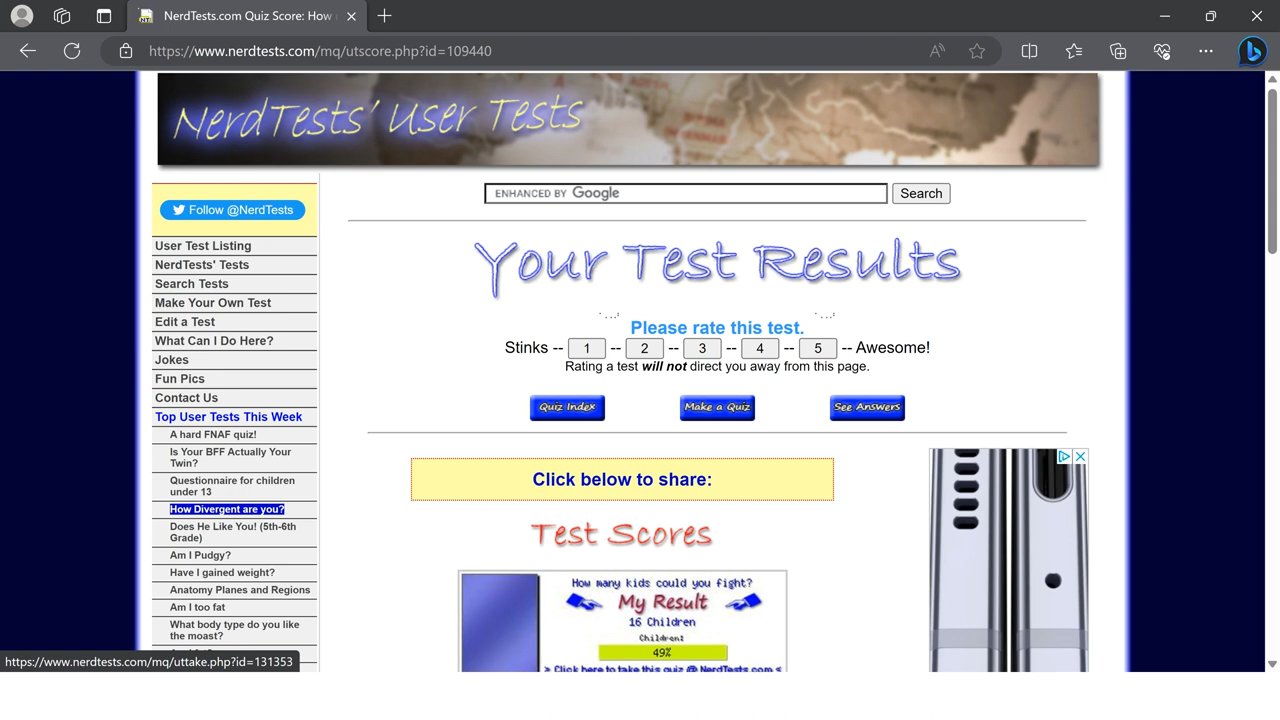 NerdTests.com Quiz Score: How
https://www.nerdtests.com/mq/utscore.php?id=109440
NerdTests' User Tests
Follow @NerdTests
ENHANCED BY Google
Search
User Test Listing
NerdTests' Tests
Search Tests
Make Your Own Test
Edit a Test
What Can I Do Here?
Jokes
Fun Pics
Contact Us
Top User Tests This Week
A hard FNAF quiz!
Is Your BFF Actually Your
Twin?
Questionnaire for children
under 13
How Divergent are you?
Does He Like You! (5th-6th
Grade)
Am I Pudgy?
Have I gained weight?
Anatomy Planes and Regions
Am I too fat
What body type do you like
the moast?
Your Test Results
Please rate this test.
Stinks -- 1 -- 2 -- 3 -- 4 -- 5 -- Awesome!
Rating a test will not direct you away from this page.
Quiz Index
Make a Quiz
See Answers
Click below to share:
Test Scores
How many kids could you fight?
My Result
16 Children
Children:
49%
> Click here to take this quiz @ NerdTests.com <
https://www.nerdtests.com/mq/uttake.php?id=131353